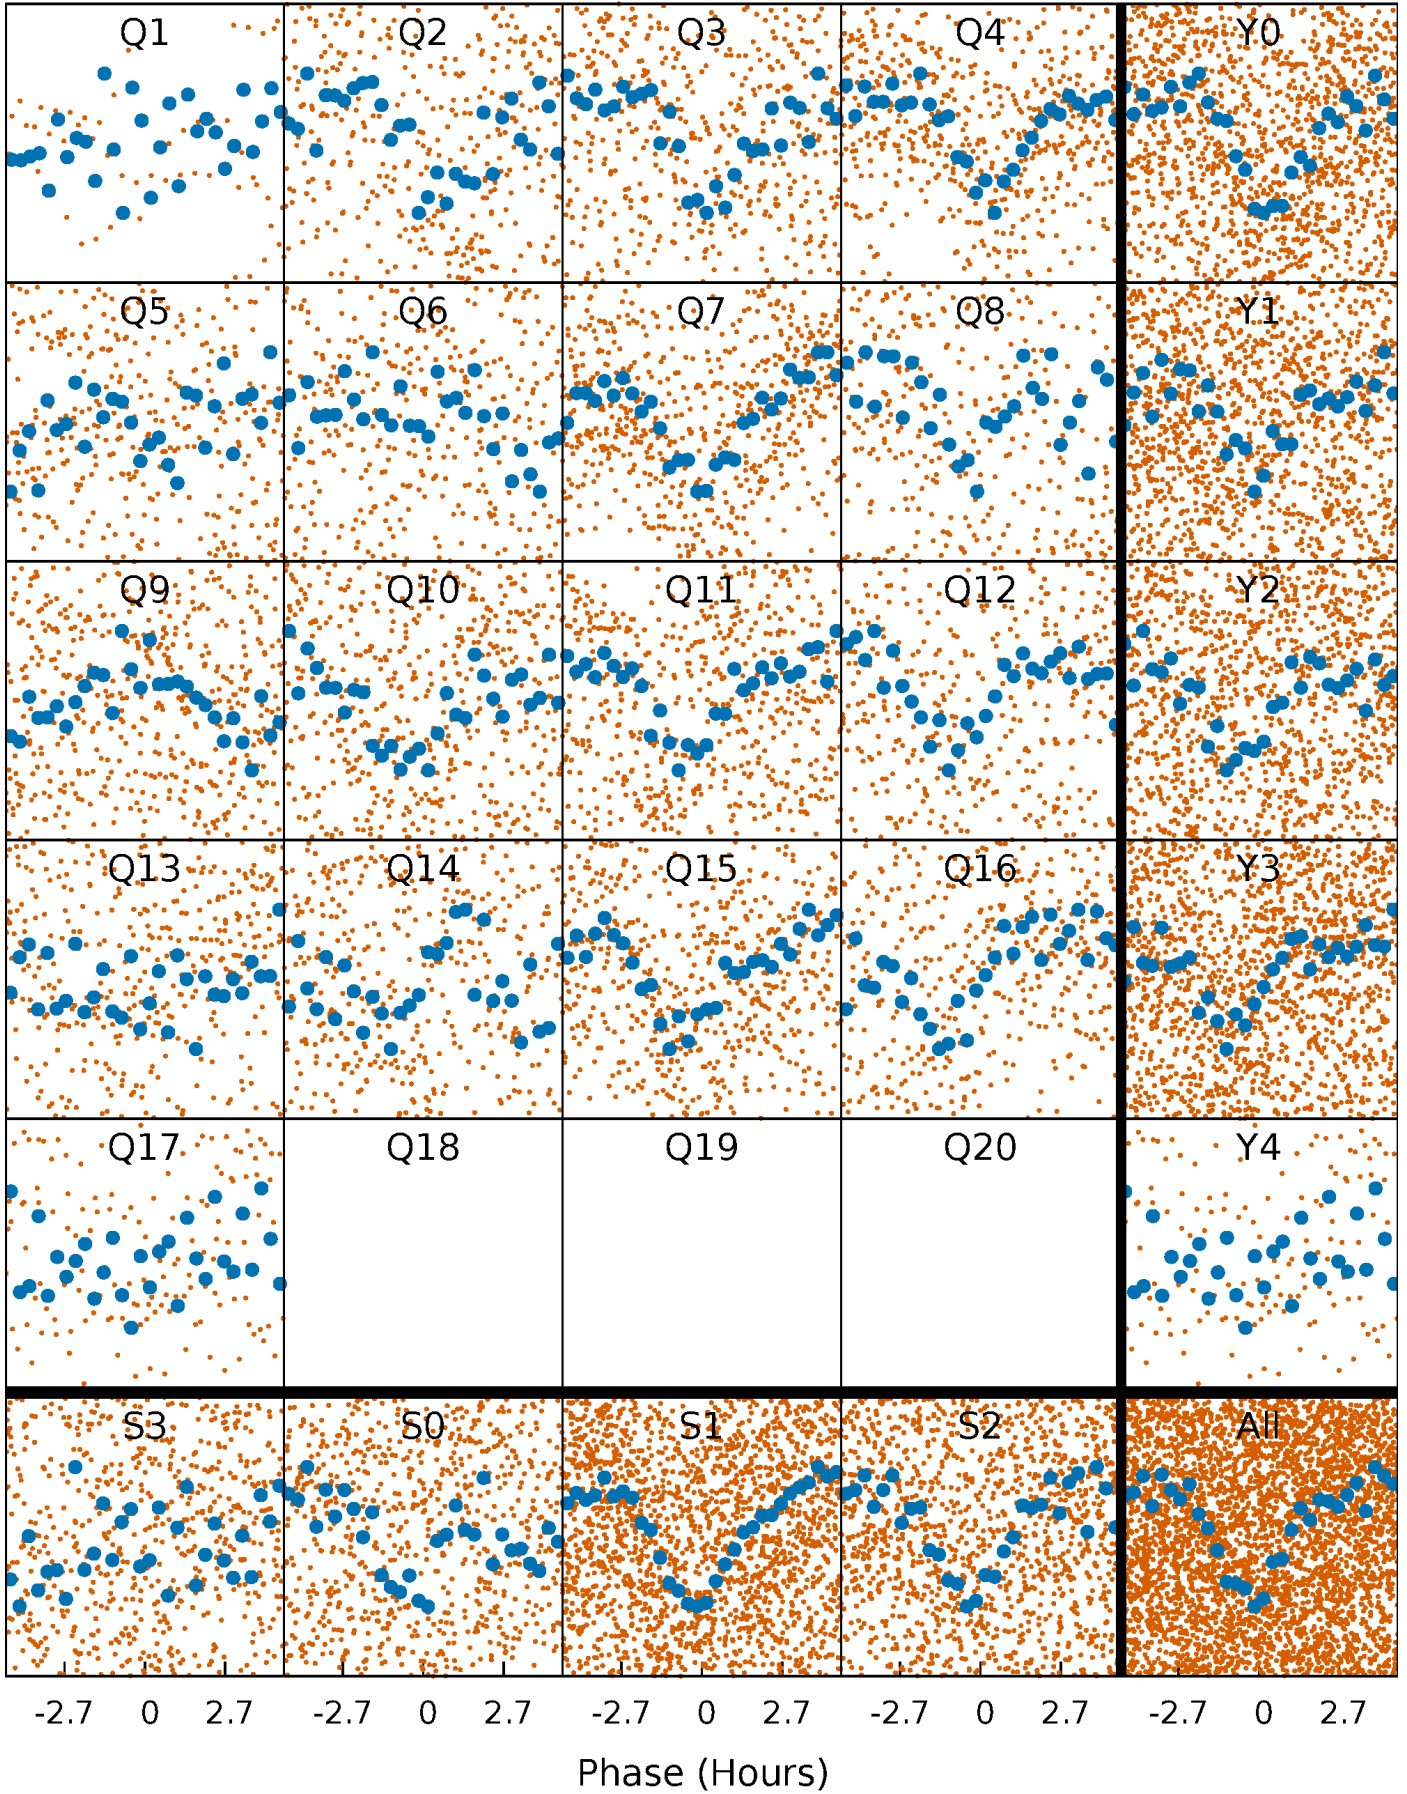 Q1 Q2 Q3 Q4 Y0
Q5 Q6 Q7 Q8 Y1
Q9 Q10 Q11 Q12 Y2
Q13 Q14 Q15 Q16 Y3
Q17 Q18 Q19 Q20 Y4
S3 S0 S1 S2 All
-2.7 0 2.7 -2.7 0 2.7 -2.7 0 2.7 -2.7 0 2.7 -2.7 0 2.7
Phase (Hours)